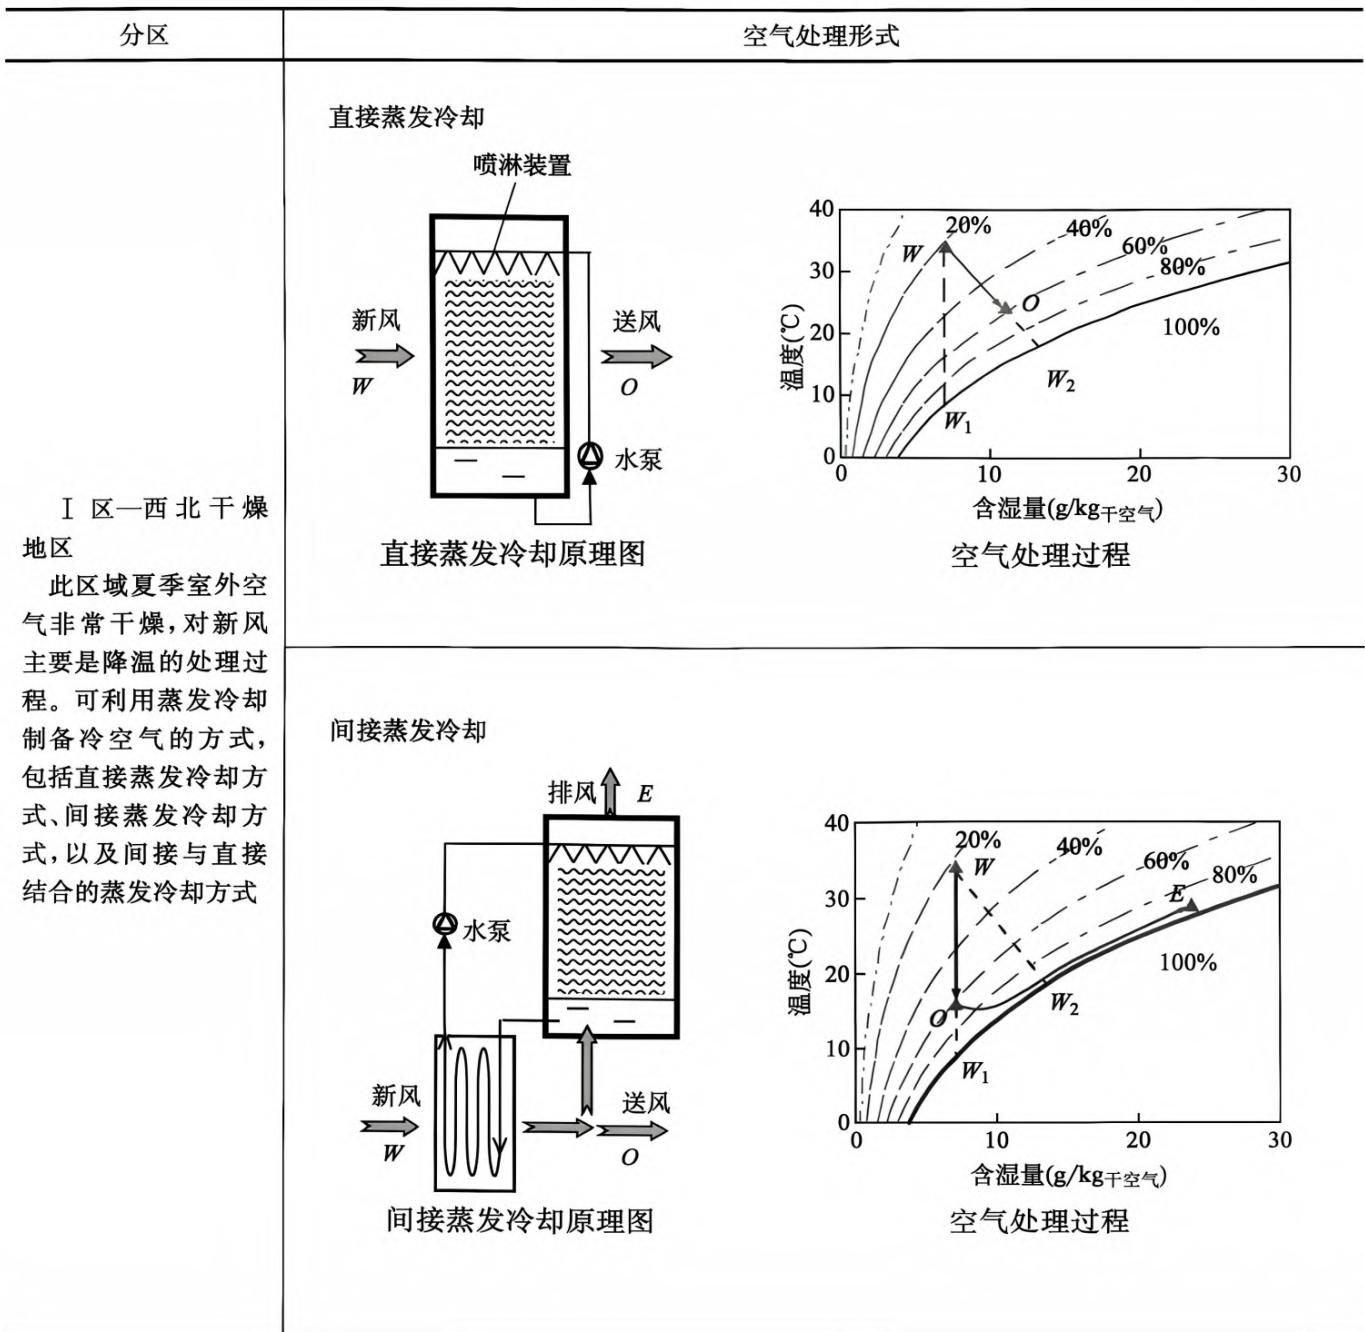 分区
空气处理形式
Ⅰ区—西北干燥
地区
此区域夏季室外空
气非常干燥，对新风
主要是降温的处理过
程。可利用蒸发冷却
制备冷空气的方式，
包括直接蒸发冷却方
式、间接蒸发冷却方
式，以及间接与直接
结合的蒸发冷却方式
直接蒸发冷却
喷淋装置
新风
W
送风
O
水泵
直接蒸发冷却原理图
温度(℃)
40
30
20
10
0
0
10
20
30
20%
40%
60%
80%
100%
W
O
W₁
W₂
含湿量(g/kg干空气)
空气处理过程
间接蒸发冷却
排风
E
水泵
新风
W
送风
O
间接蒸发冷却原理图
温度(℃)
40
30
20
10
0
0
10
20
30
20%
40%
60%
80%
100%
W
E
O
W₂
W₁
含湿量(g/kg干空气)
空气处理过程